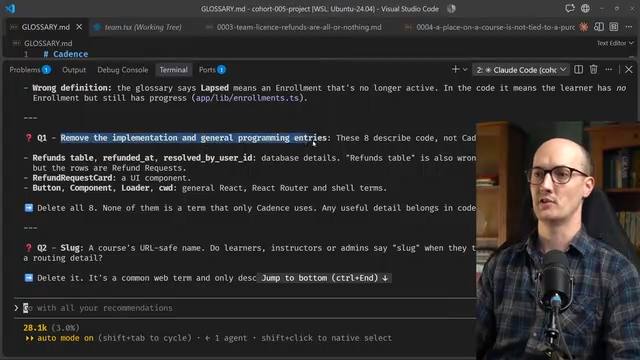 GLOSSARY.md - cohort-005-project [WSL: Ubuntu-24.04] - Visual Studio Code
GLOSSARY.md × team.tsx (Working Tree) 0003-team-licence-refunds-are-all-or-nothing.md 0004-a-place-on-a-course-is-not-tied-to-a-purc
GLOSSARY.md Text Editor
1 # Cadence
Problems Output Debug Console Terminal Ports 2: Claude Code (coho
- Wrong definition: the glossary says Lapsed means an Enrollment that's no longer active. In the code it means the learner has no
Enrollment but still has progress (app/lib/enrollments.ts).
---
? Q1 - Remove the implementation and general programming entries: These 8 describe code, not Cad
- Refunds table, refunded_at, resolved_by_user_id: database details. "Refunds table" is also wron
but the rows are Refund Requests.
- RefundRequestCard: a UI component.
- Button, Component, Loader, cwd: general React, React Router and shell terms.
Delete all 8. None of them is a term that only Cadence uses. Any useful detail belongs in code
---
? Q2 - Slug: A course's URL-safe name. Do learners, instructors or admins say "slug" when they t
a routing detail?
Delete it. It's a common web term and only desc Jump to bottom (ctrl+End) ↓
> Go with all your recommendations
28.1k (3.0%)
auto mode on (shift+tab to cycle) · ← 1 agent · shift+click to native select